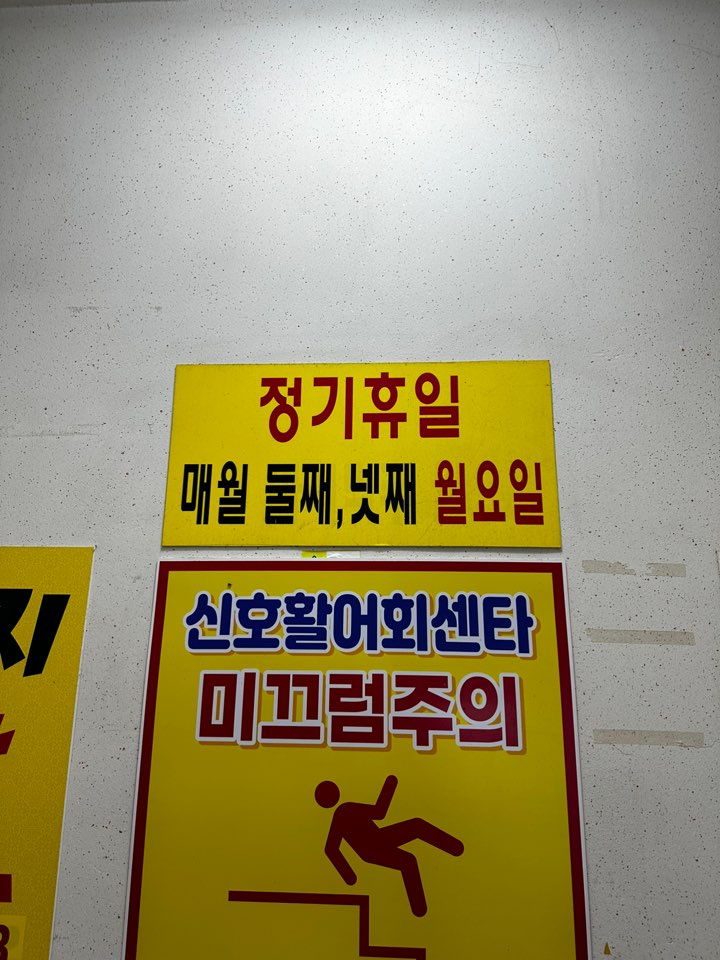 정기휴일
매월 둘째,넷째 월요일
신호활어회센타
미끄럼주의
지